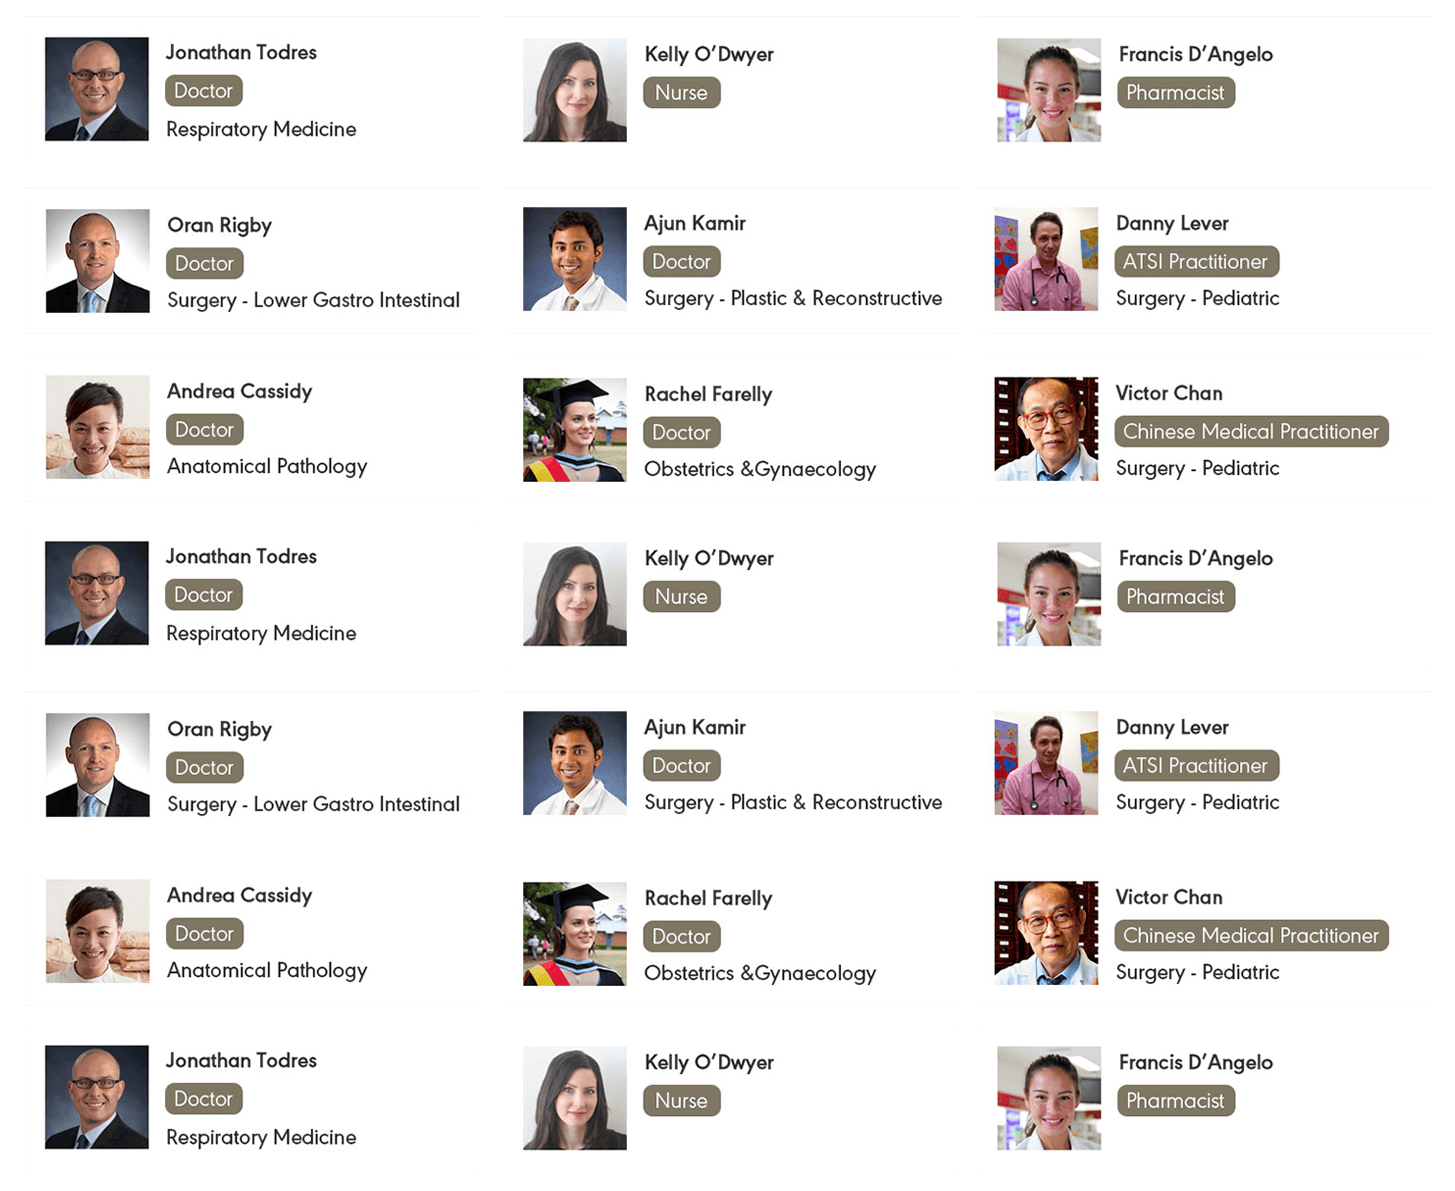 Jonathan Todres
Doctor
Respiratory Medicine
Kelly O'Dwyer
Nurse
Francis D'Angelo
Pharmacist
Oran Rigby
Doctor
Surgery - Lower Gastro Intestinal
Ajun Kamir
Doctor
Surgery - Plastic & Reconstructive
Danny Lever
ATSI Practitioner
Surgery - Pediatric
Andrea Cassidy
Doctor
Anatomical Pathology
Rachel Farelly
Doctor
Obstetrics &Gynaecology
Victor Chan
Chinese Medical Practitioner
Surgery - Pediatric
Jonathan Todres
Doctor
Respiratory Medicine
Kelly O'Dwyer
Nurse
Francis D'Angelo
Pharmacist
Oran Rigby
Doctor
Surgery - Lower Gastro Intestinal
Ajun Kamir
Doctor
Surgery - Plastic & Reconstructive
Danny Lever
ATSI Practitioner
Surgery - Pediatric
Andrea Cassidy
Doctor
Anatomical Pathology
Rachel Farelly
Doctor
Obstetrics &Gynaecology
Victor Chan
Chinese Medical Practitioner
Surgery - Pediatric
Jonathan Todres
Doctor
Respiratory Medicine
Kelly O'Dwyer
Nurse
Francis D'Angelo
Pharmacist